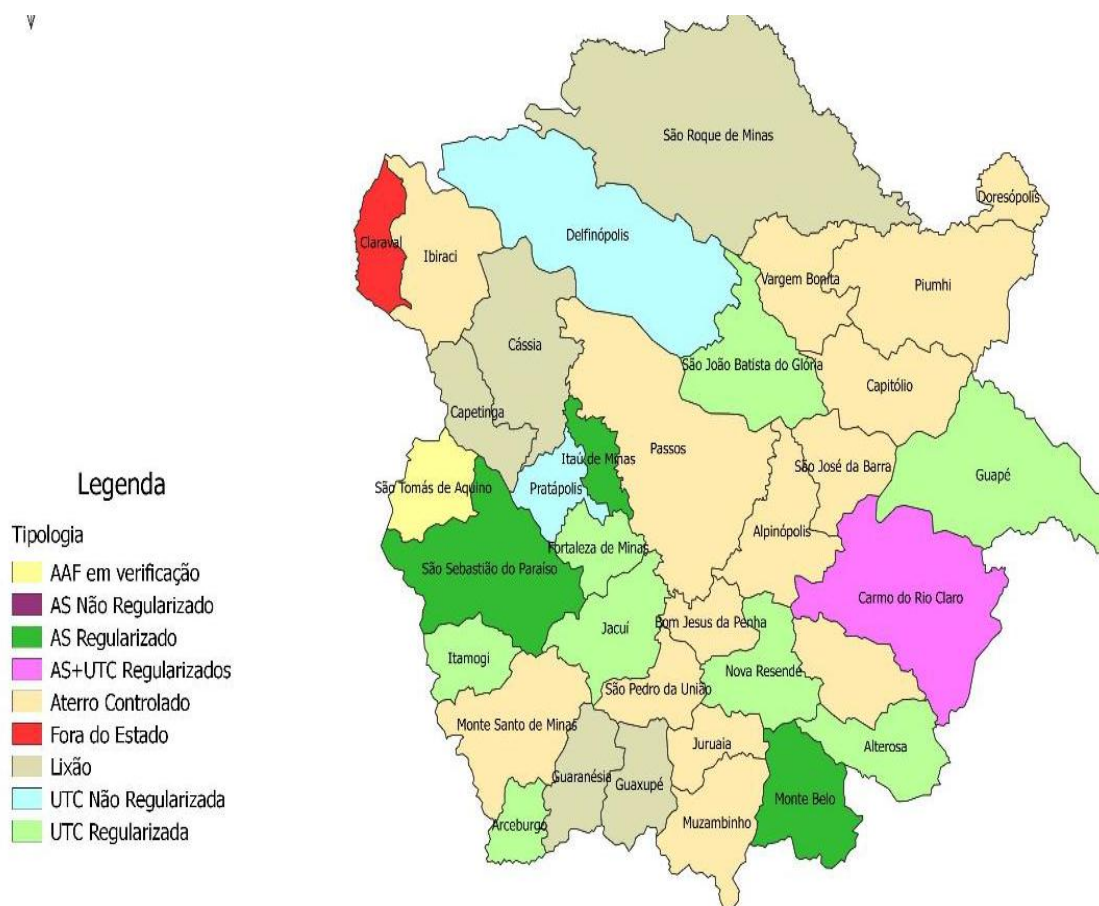 São Roque de Minas
Doresópolis
Claraval
Ibiraci
Delfinópolis
Vargem Bonita
Piumhi
Cássia
São João Batista do Glória
Capitólio
Capetinga
Passos
Itaú de Minas
São José da Barra
Guapé
São Tomás de Aquino
Pratápolis
Alpinópolis
Fortaleza de Minas
São Sebastião do Paraíso
Carmo do Rio Claro
Jacuí
Bom Jesus da Penha
Itamogi
Nova Resende
São Pedro da União
Monte Santo de Minas
Juruaia
Alterosa
Guaranésia
Guaxupé
Monte Belo
Arceburgo
Muzambinho
Legenda
Tipologia
AAF em verificação
AS Não Regularizado
AS Regularizado
AS+UTC Regularizados
Aterro Controlado
Fora do Estado
Lixão
UTC Não Regularizada
UTC Regularizada